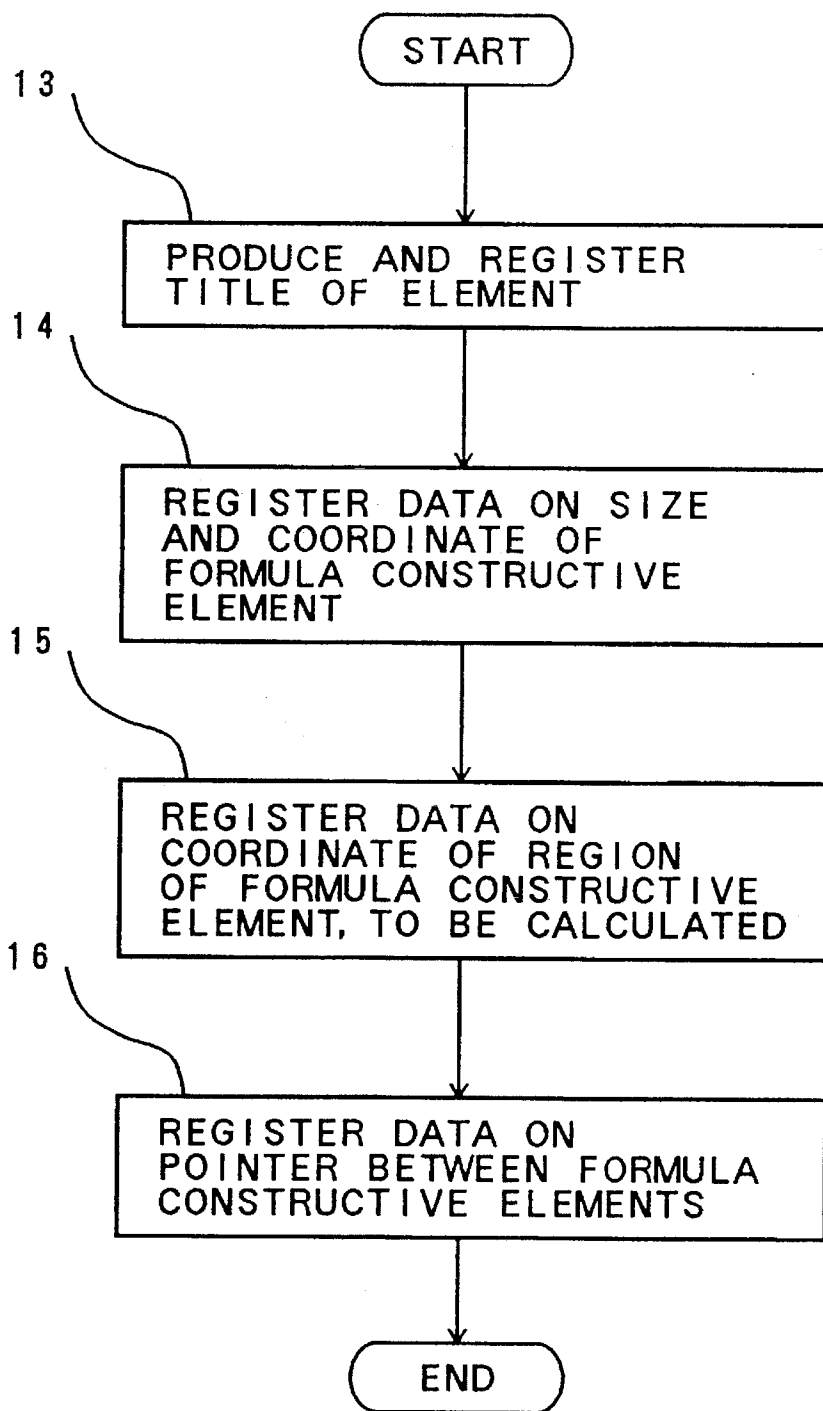 START
13
PRODUCE AND REGISTER
TITLE OF ELEMENT
14
REGISTER DATA ON SIZE
AND COORDINATE OF
FORMULA CONSTRUCTIVE
ELEMENT
15
REGISTER DATA ON
COORDINATE OF REGION
OF FORMULA CONSTRUCTIVE
ELEMENT, TO BE CALCULATED
16
REGISTER DATA ON
POINTER BETWEEN FORMULA
CONSTRUCTIVE ELEMENTS
END